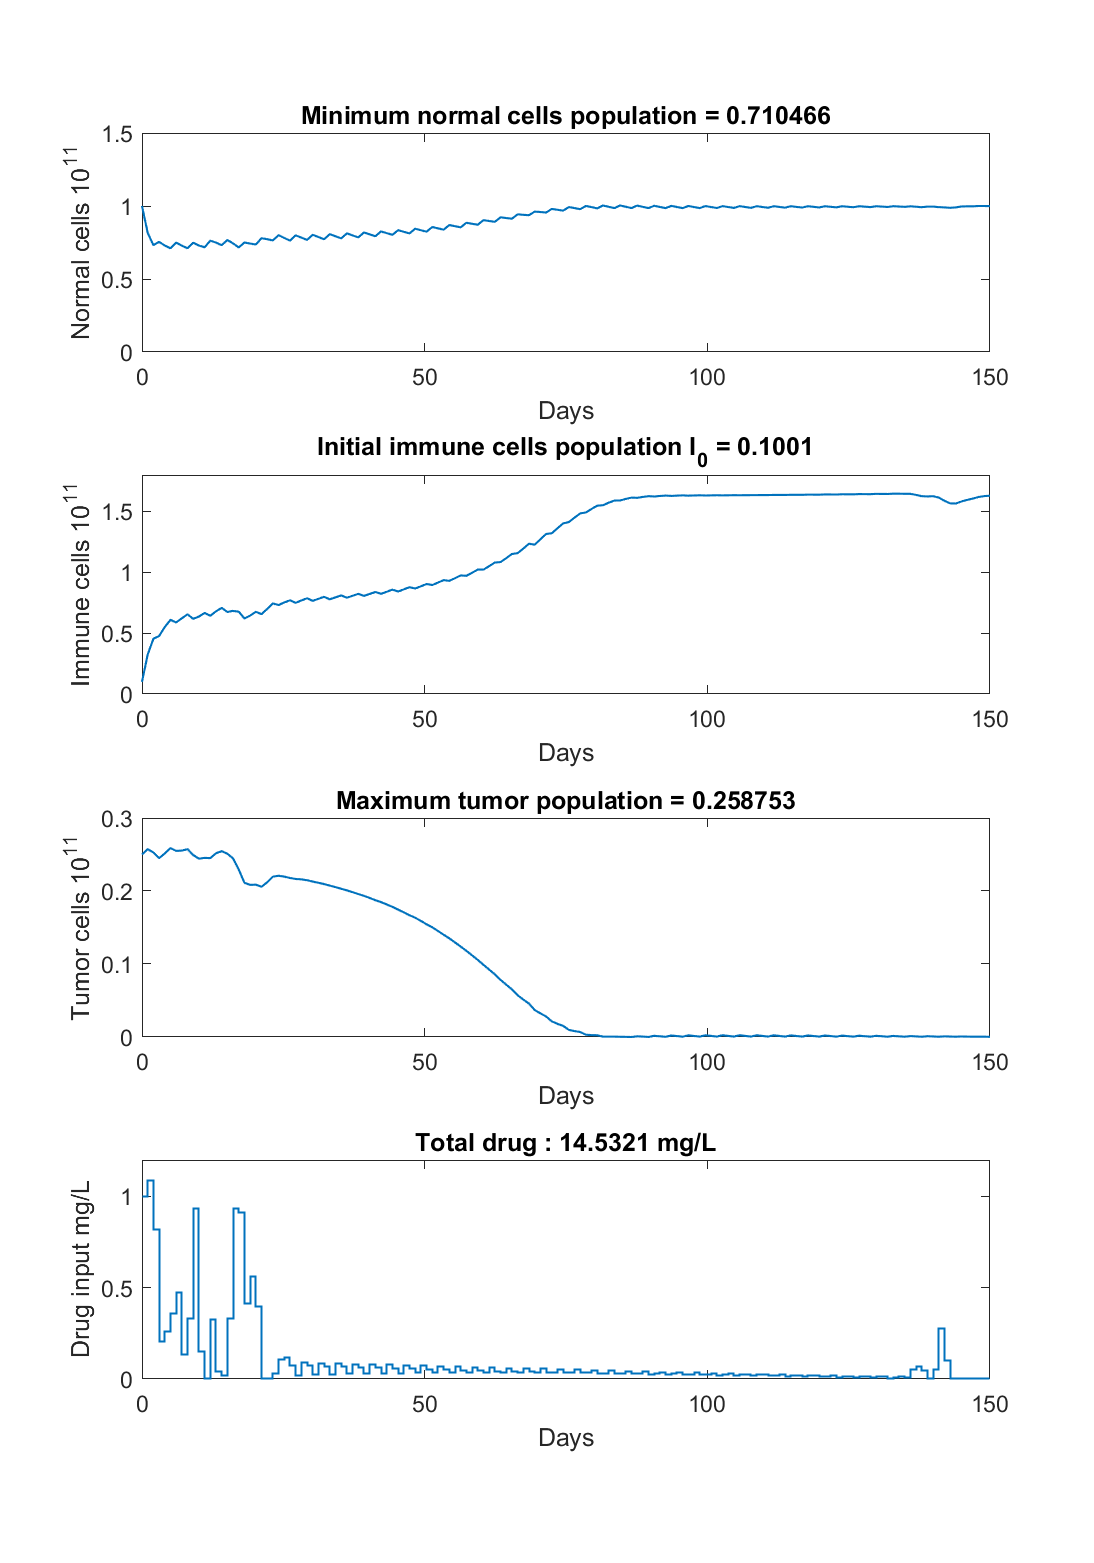 Minimum normal cells population = 0.710466
1.5
1
0.5
0
Normal cells 10^11
0 50 100 150
Days
Initial immune cells population I_0 = 0.1001
1.5
1
0.5
0
Immune cells 10^11
0 50 100 150
Days
Maximum tumor population = 0.258753
0.3
0.2
0.1
0
Tumor cells 10^11
0 50 100 150
Days
Total drug : 14.5321 mg/L
1
0.5
0
Drug input mg/L
0 50 100 150
Days